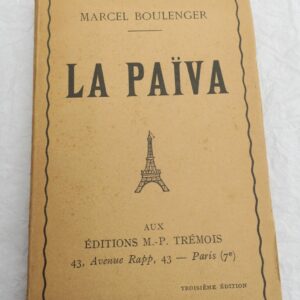 MARCEL BOULENGER
LA PAÏVA
AUX
ÉDITIONS M.-P. TRÉMOIS
43, Avenue Rapp, 43 — Paris (7e)
TROISIÈME ÉDITION